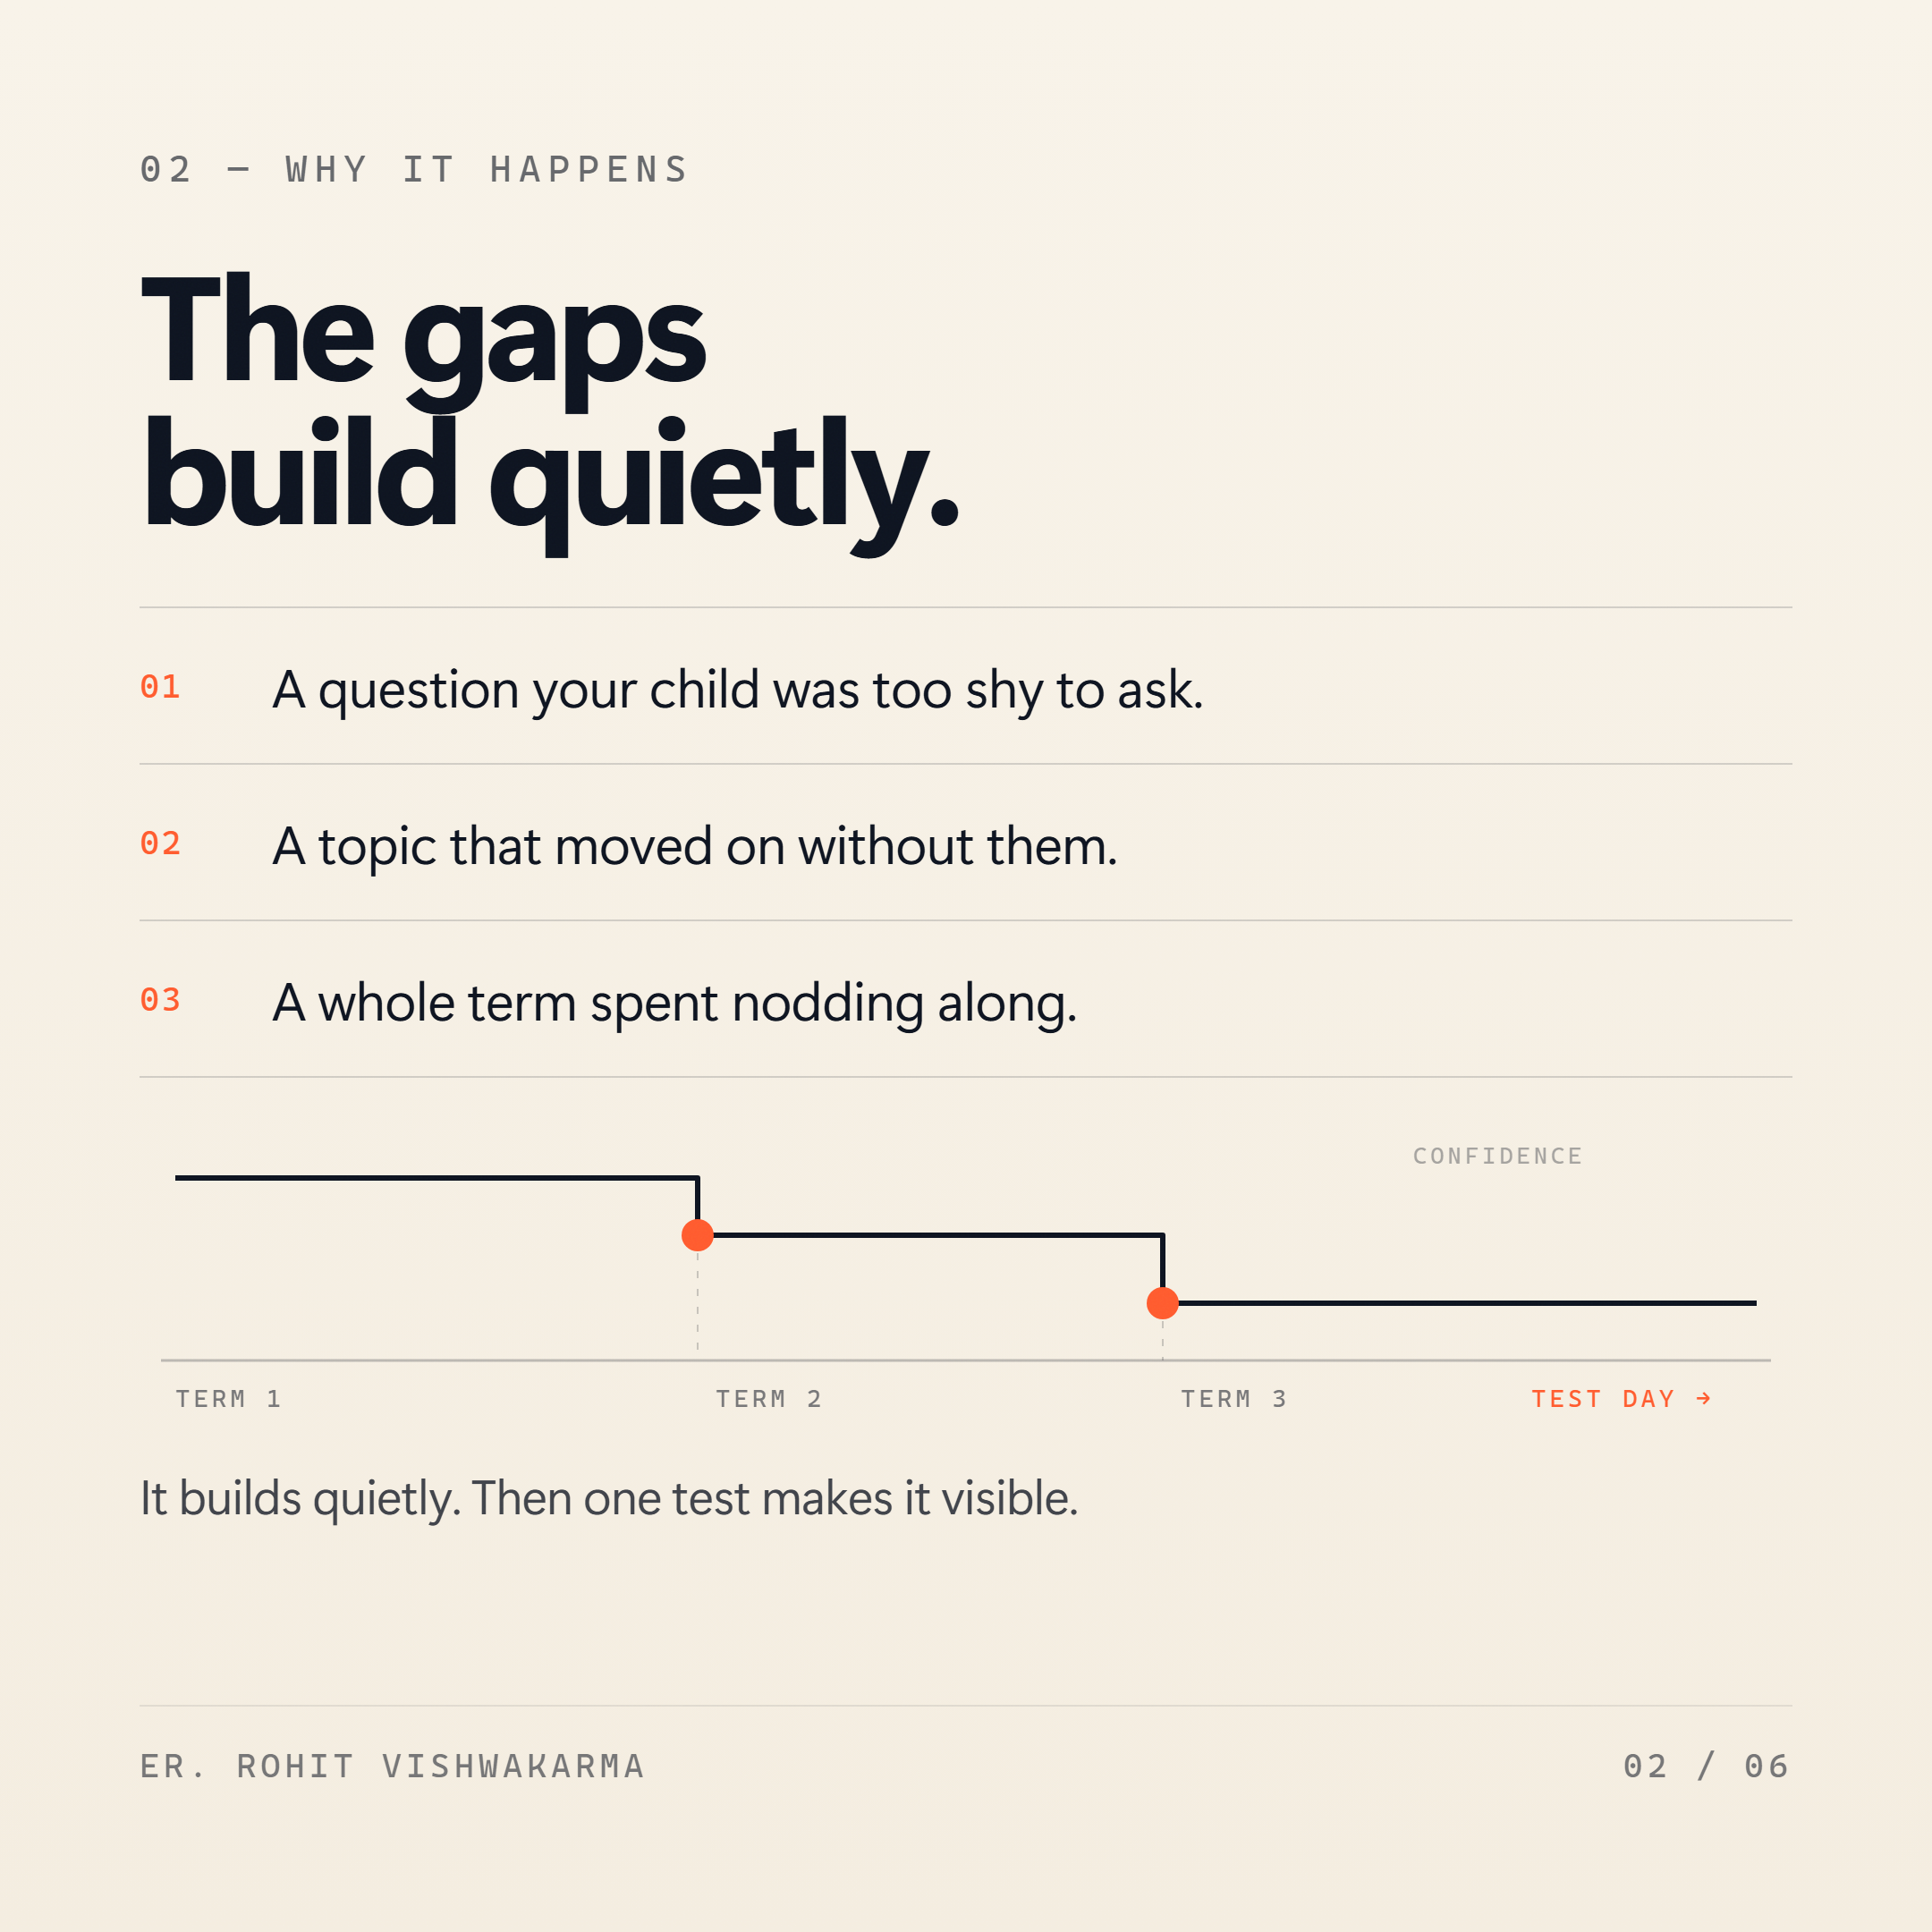 02 — WHY IT HAPPENS
The gaps
build quietly.
01 A question your child was too shy to ask.
02 A topic that moved on without them.
03 A whole term spent nodding along.
CONFIDENCE
TERM 1 TERM 2 TERM 3 TEST DAY →
It builds quietly. Then one test makes it visible.
ER. ROHIT VISHWAKARMA 02 / 06